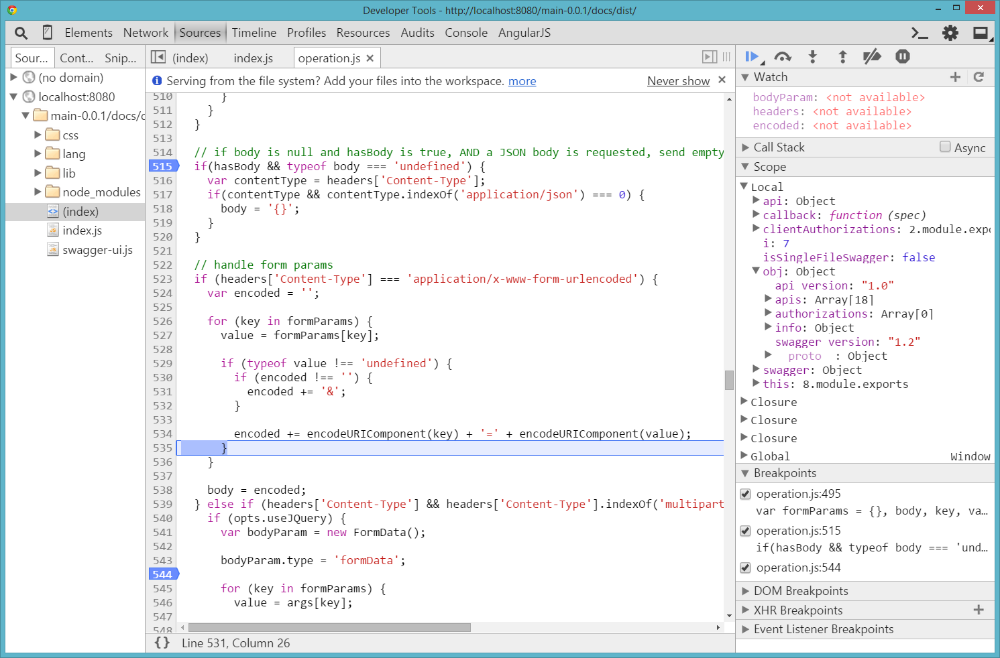 Developer Tools - http://localhost:8080/main-0.0.1/docs/dist/
Elements Network Sources Timeline Profiles Resources Audits Console AngularJS
Sour... Cont... Snip...
(no domain)
localhost:8080
main-0.0.1/docs/d
css
lang
lib
node_modules
(index)
index.js
swagger-ui.js
(index) index.js operation.js
Serving from the file system? Add your files into the workspace. more Never show
510 }
511 }
512 }
513
514 // if body is null and hasBody is true, AND a JSON body is requested, send empty
515 if(hasBody && typeof body === 'undefined') {
516 var contentType = headers['Content-Type'];
517 if(contentType && contentType.indexOf('application/json') === 0) {
518 body = '{}';
519 }
520 }
521
522 // handle form params
523 if (headers['Content-Type'] === 'application/x-www-form-urlencoded') {
524 var encoded = '';
525
526 for (key in formParams) {
527 value = formParams[key];
528
529 if (typeof value !== 'undefined') {
530 if (encoded !== '') {
531 encoded += '&';
532 }
533
534 encoded += encodeURIComponent(key) + '=' + encodeURIComponent(value);
535 }
536 }
537
538 body = encoded;
539 } else if (headers['Content-Type'] && headers['Content-Type'].indexOf('multipart
540 if (opts.useJQuery) {
541 var bodyParam = new FormData();
542
543 bodyParam.type = 'formData';
544
545 for (key in formParams) {
546 value = args[key];
547
548
{} Line 531, Column 26
Watch
bodyParam: <not available>
headers: <not available>
encoded: <not available>
Call Stack Async
Scope
Local
api: Object
callback: function (spec)
clientAuthorizations: 2.module.expo
i: 7
isSingleFileSwagger: false
obj: Object
api version: "1.0"
apis: Array[18]
authorizations: Array[0]
info: Object
swagger version: "1.2"
proto : Object
swagger: Object
this: 8.module.exports
Closure
Closure
Closure
Global Window
Breakpoints
operation.js:495
var formParams = {}, body, key, va...
operation.js:515
if(hasBody && typeof body === 'und...
operation.js:544
DOM Breakpoints
XHR Breakpoints
Event Listener Breakpoints